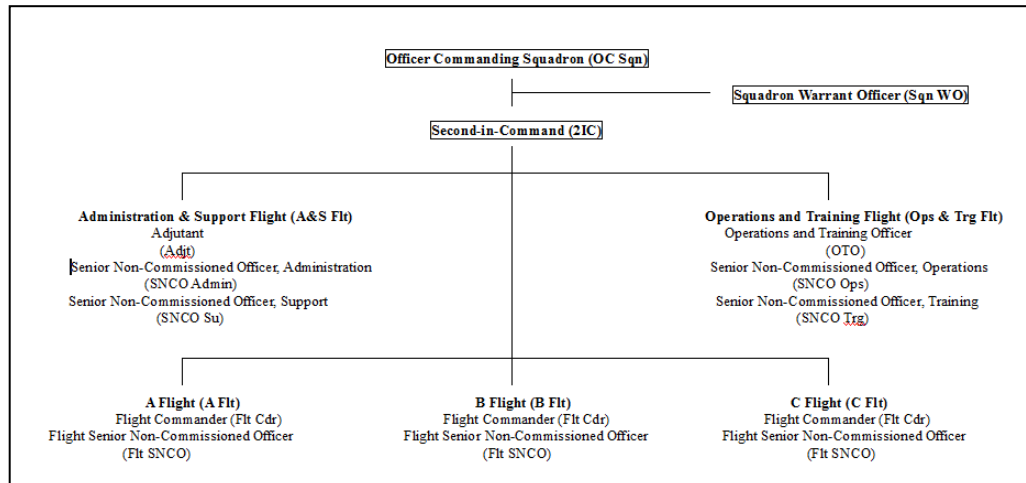 Officer Commanding Squadron (OC Sqn)
Squadron Warrant Officer (Sqn WO)
Second-in-Command (2IC)
Administration & Support Flight (A&S Flt)
Adjutant
(Adjt)
Senior Non-Commissioned Officer, Administration
(SNCO Admin)
Senior Non-Commissioned Officer, Support
(SNCO Su)
Operations and Training Flight (Ops & Trg Flt)
Operations and Training Officer
(OTO)
Senior Non-Commissioned Officer, Operations
(SNCO Ops)
Senior Non-Commissioned Officer, Training
(SNCO Trg)
A Flight (A Flt)
Flight Commander (Flt Cdr)
Flight Senior Non-Commissioned Officer
(Flt SNCO)
B Flight (B Flt)
Flight Commander (Flt Cdr)
Flight Senior Non-Commissioned Officer
(Flt SNCO)
C Flight (C Flt)
Flight Commander (Flt Cdr)
Flight Senior Non-Commissioned Officer
(Flt SNCO)